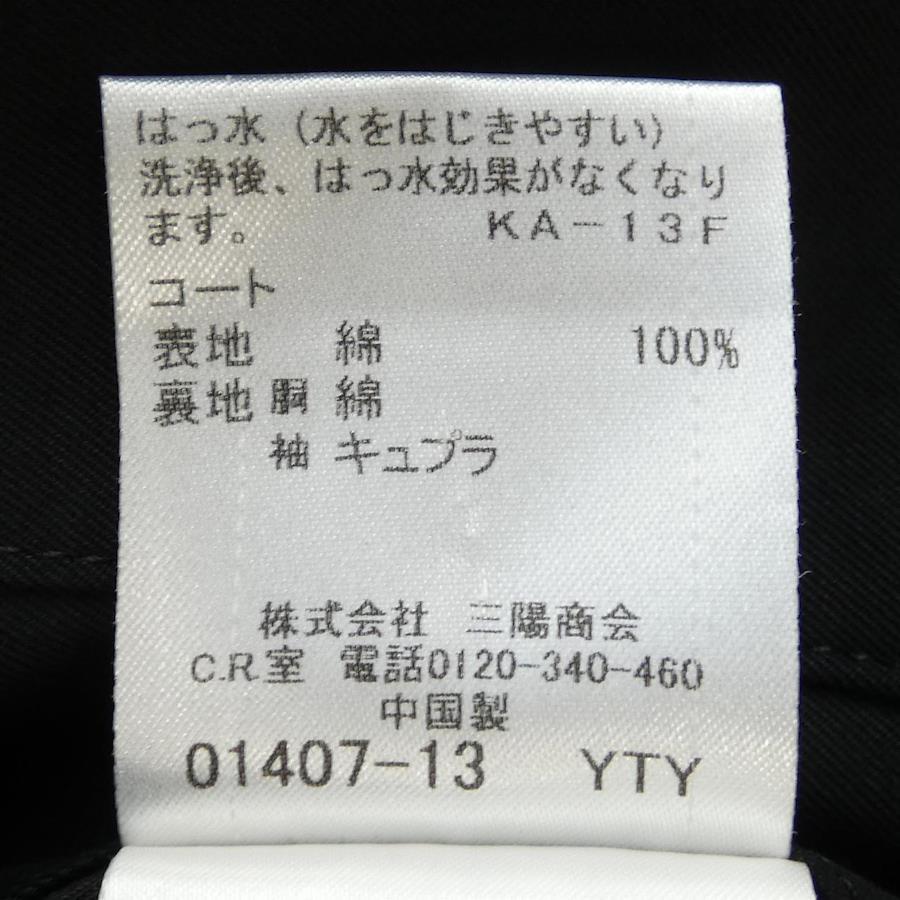 はっ水（水をはじきやすい）
洗浄後、はっ水効果がなくなり
ます。 KA-13F
コート
表地 綿 100%
裏地 胴 綿
袖 キュプラ
株式会社 三陽商会
C.R室 電話0120-340-460
中国製
01407-13 YTY